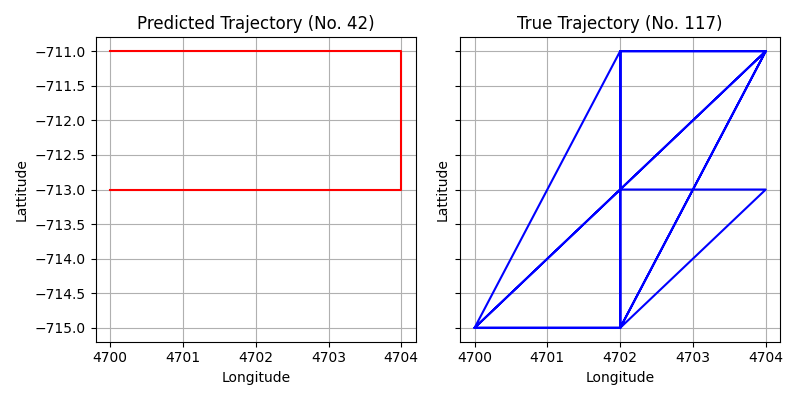 Predicted Trajectory (No. 42)
True Trajectory (No. 117)
−711.0
−711.5
−712.0
−712.5
−713.0
−713.5
−714.0
−714.5
−715.0
Lattitude
Lattitude
4700 4701 4702 4703 4704
4700 4701 4702 4703 4704
Longitude
Longitude